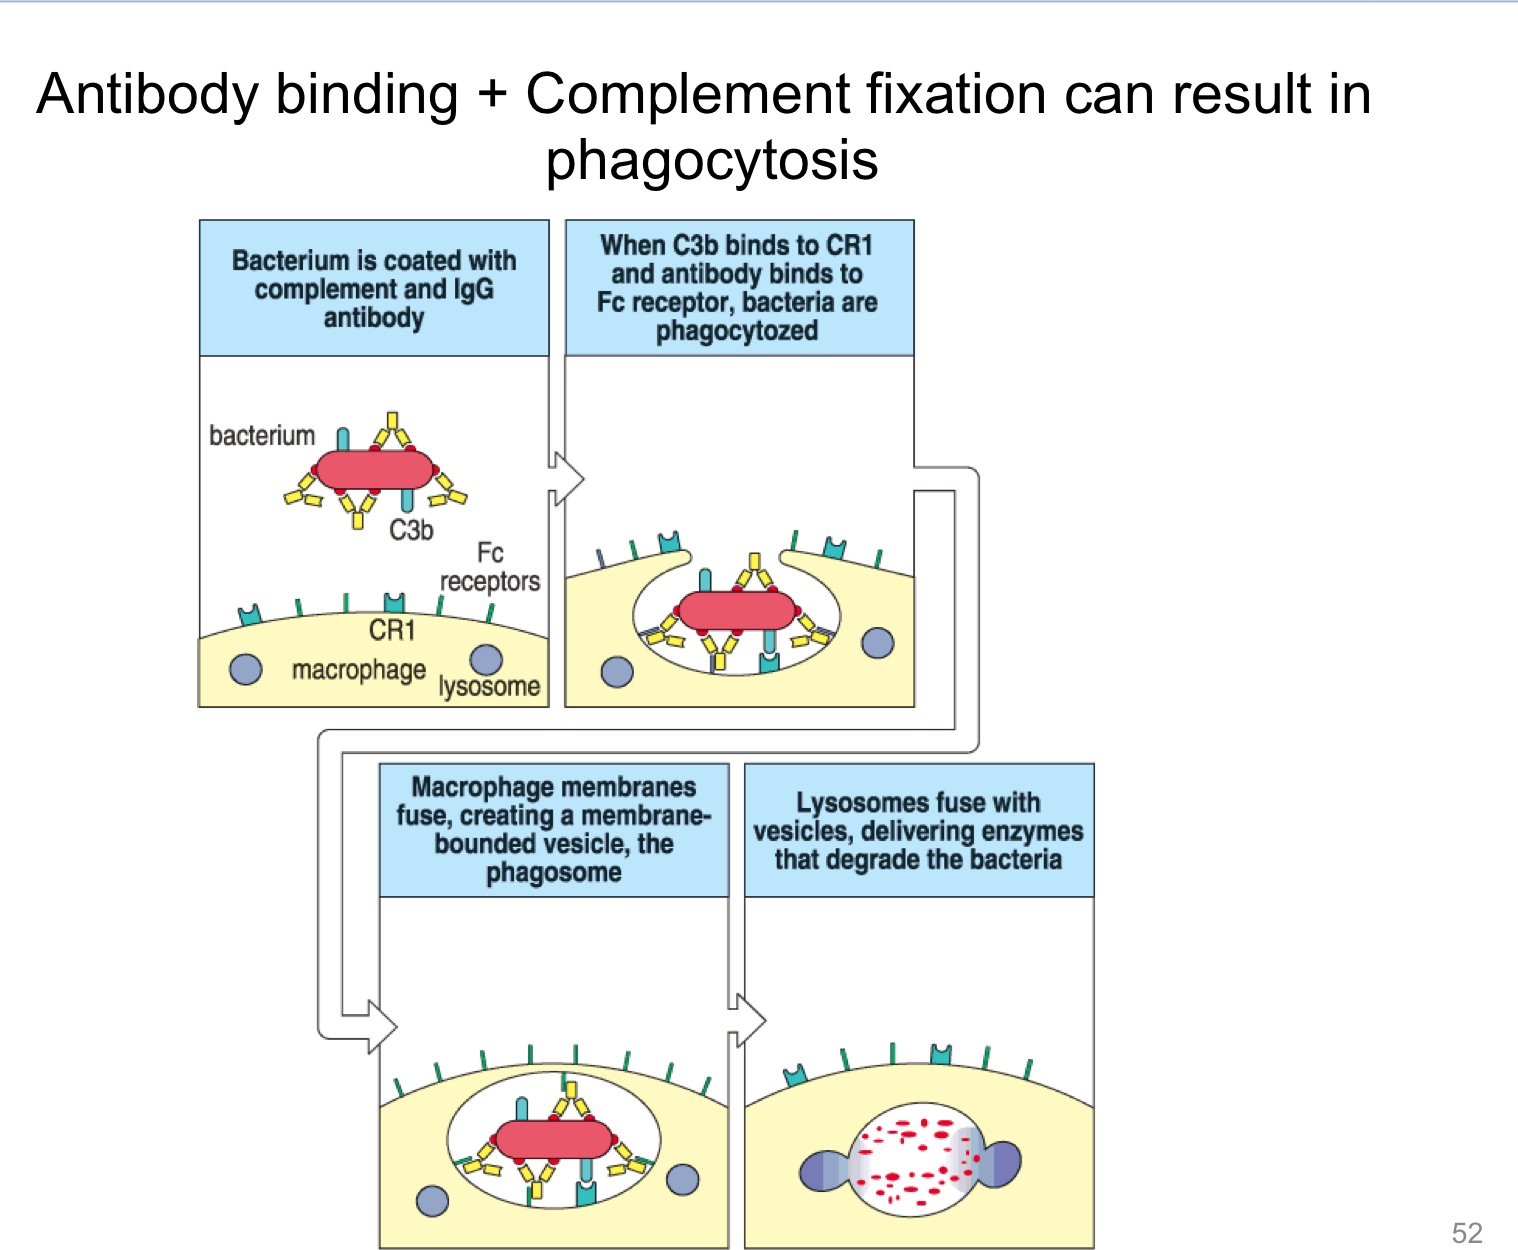 Antibody binding + Complement fixation can result in
phagocytosis
Bacterium is coated with
complement and IgG
antibody
When C3b binds to CR1
and antibody binds to
Fc receptor, bacteria are
phagocytozed
bacterium
C3b
Fc
receptors
CR1
macrophage
lysosome
Macrophage membranes
fuse, creating a membrane-
bounded vesicle, the
phagosome
Lysosomes fuse with
vesicles, delivering enzymes
that degrade the bacteria
52